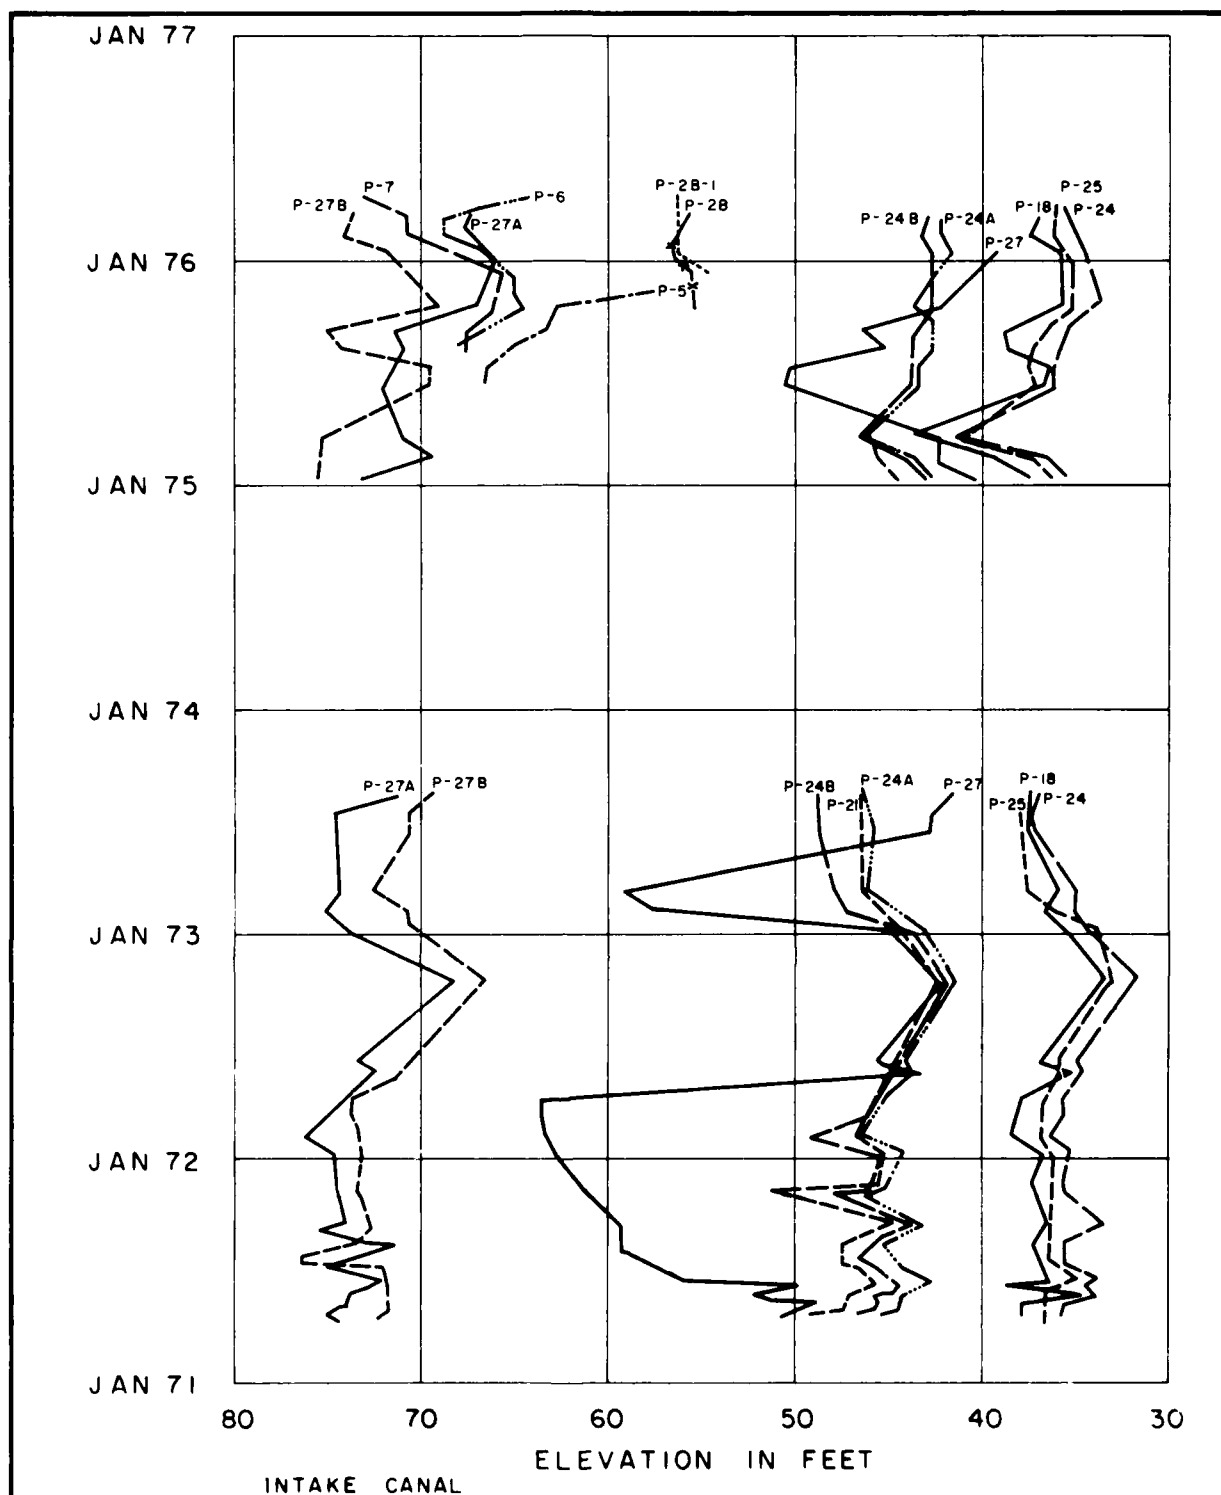 JAN 77
P-7
P-27B
P-6
P-27A
P-2B-1
P-2B
P-25
P-24B
P-24A
P-18
P-24
P-27
JAN 76
P-5
JAN 75
JAN 74
P-27A
P-27B
P-24B
P-24A
P-27
P-18
P-21
P-25
P-24
JAN 73
JAN 72
JAN 71
80 70 60 50 40 30
ELEVATION IN FEET
INTAKE CANAL